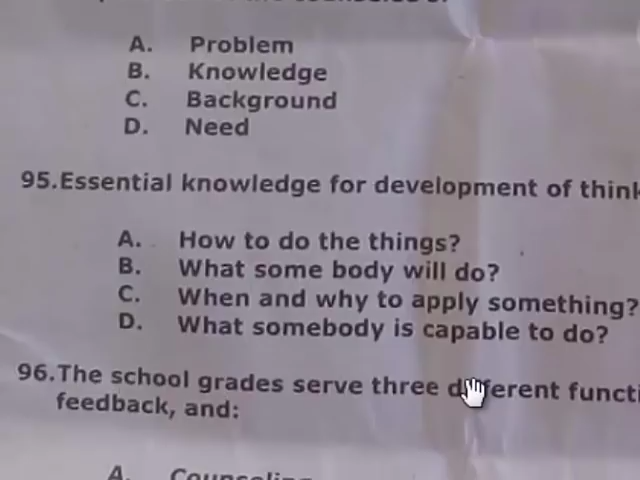 A. Problem
B. Knowledge
C. Background
D. Need
95.Essential knowledge for development of think
A. How to do the things?
B. What some body will do?
C. When and why to apply something?
D. What somebody is capable to do?
96.The school grades serve three different functi
feedback, and:
A. Counseling